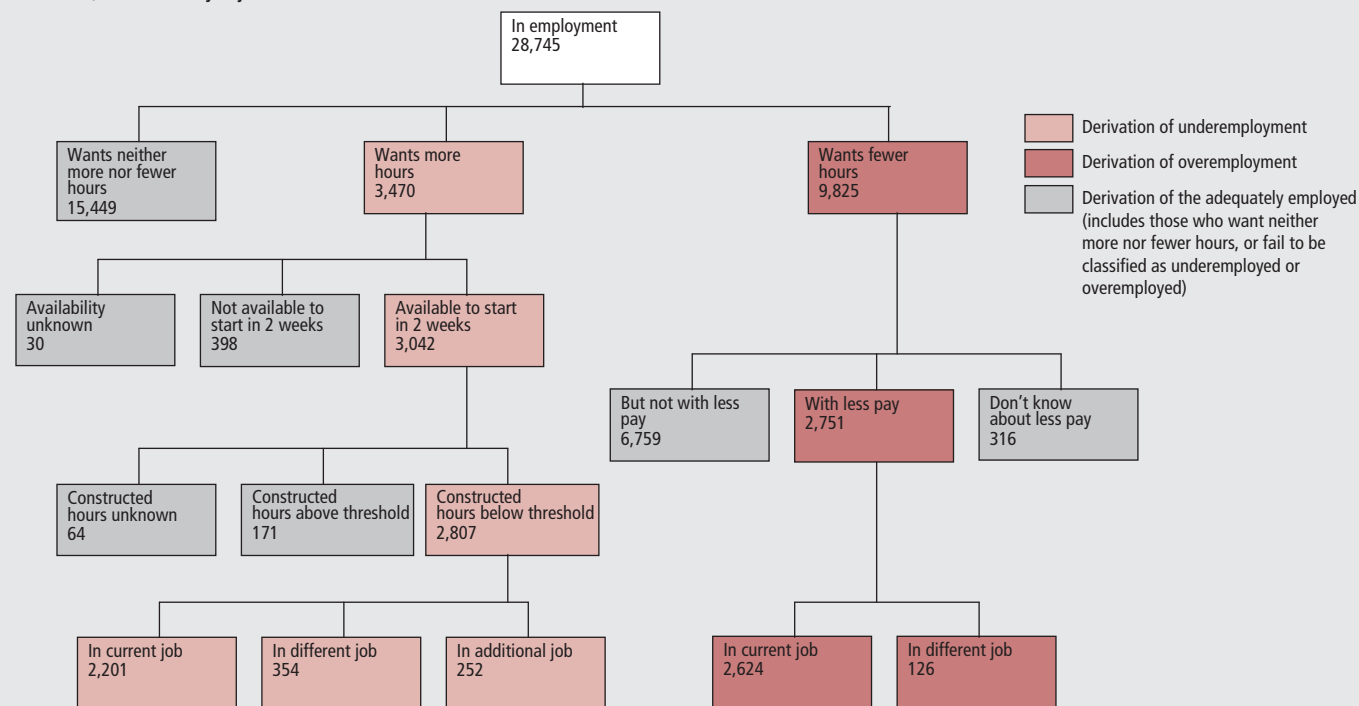 In employment
28,745
Wants neither
more nor fewer
hours
15,449
Wants more
hours
3,470
Wants fewer
hours
9,825
Derivation of underemployment
Derivation of overemployment
Derivation of the adequately employed
(includes those who want neither
more nor fewer hours, or fail to be
classified as underemployed or
overemployed)
Availability
unknown
30
Not available to
start in 2 weeks
398
Available to start
in 2 weeks
3,042
But not with less
pay
6,759
With less pay
2,751
Don't know
about less pay
316
Constructed
hours unknown
64
Constructed
hours above threshold
171
Constructed
hours below threshold
2,807
In current job
2,201
In different job
354
In additional job
252
In current job
2,624
In different job
126